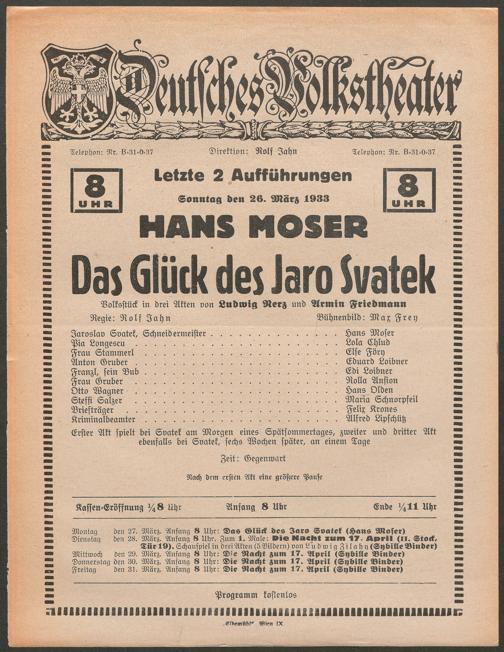 Deutsches Volkstheater
Telephon: Nr. B-31-0-37 Direktion: Rolf Jahn Telephon: Nr. B-31-0-37
8 UHR Letzte 2 Aufführungen 8 UHR
Sonntag den 26. März 1933
HANS MOSER
Das Glück des Jaro Svatek
Volksstück in drei Akten von Ludwig Nerz und Armin Friedmann
Regie: Rolf Jahn Bühnenbild: Max Frey
Jaroslav Svatek, Schneidermeister Hans Moser
Pia Longescu Lola Chlud
Frau Stammerl Else Föry
Anton Gruber Eduard Loibner
Franzl, sein Bub Edi Loibner
Frau Gruber Rolla Ansion
Otto Wagner Hans Olden
Steffi Salzer Maria Schnorpfeil
Briefträger Felix Krones
Kriminalbeamter Alfred Lipschütz
Erster Akt spielt bei Svatek am Morgen eines Spätsommertages, zweiter und dritter Akt
ebenfalls bei Svatek, sechs Wochen später, an einem Tage
Zeit: Gegenwart
Nach dem ersten Akt eine größere Pause
Kassen-Eröffnung ¼8 Uhr Anfang 8 Uhr Ende ¼11 Uhr
Montag den 27. März. Anfang 8 Uhr: Das Glück des Jaro Svatek (Hans Moser)
Dienstag den 28. März. Anfang 8 Uhr. Zum 1. Male: Die Nacht zum 17. April (11. Stock,
Tür 19). Schauspiel in drei Akten (5 Bildern) von Ludwig Zilahy (Sybille Binder)
Mittwoch den 29. März. Anfang 8 Uhr: Die Nacht zum 17. April (Sybille Binder)
Donnerstag den 30. März. Anfang 8 Uhr: Die Nacht zum 17. April (Sybille Binder)
Freitag den 31. März. Anfang 8 Uhr: Die Nacht zum 17. April (Sybille Binder)
Programm kostenlos
„Elbemühl“ Wien IX